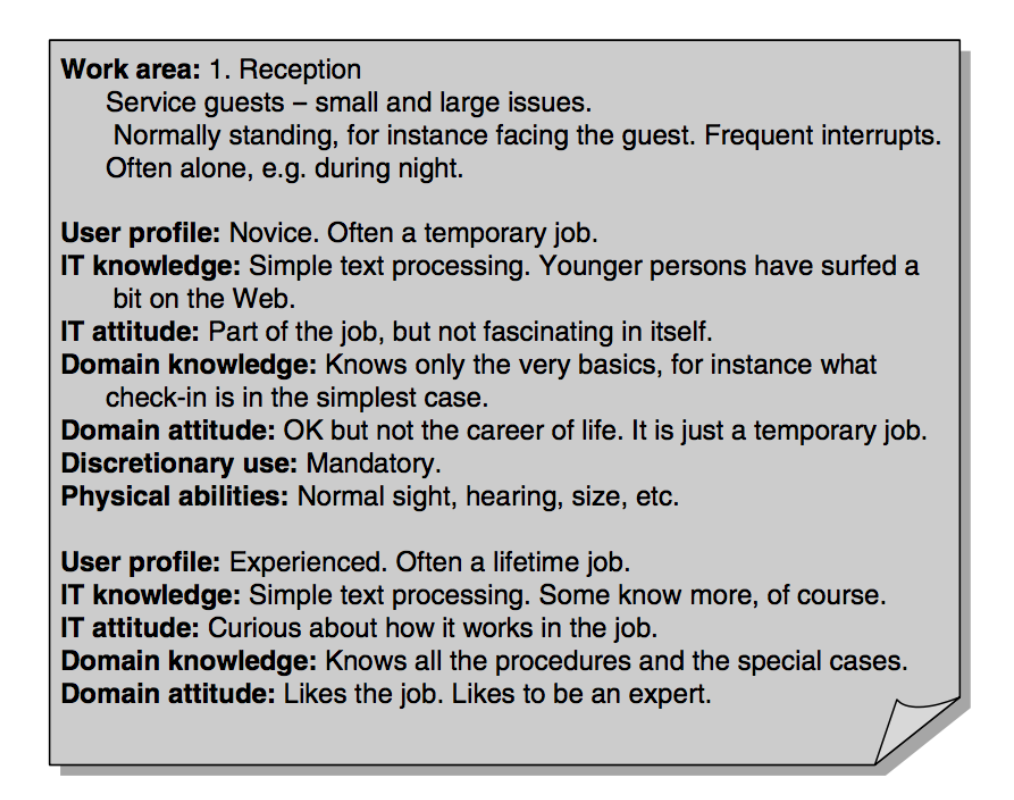 Work area: 1. Reception
Service guests – small and large issues.
Normally standing, for instance facing the guest. Frequent interrupts.
Often alone, e.g. during night.
User profile: Novice. Often a temporary job.
IT knowledge: Simple text processing. Younger persons have surfed a
bit on the Web.
IT attitude: Part of the job, but not fascinating in itself.
Domain knowledge: Knows only the very basics, for instance what
check-in is in the simplest case.
Domain attitude: OK but not the career of life. It is just a temporary job.
Discretionary use: Mandatory.
Physical abilities: Normal sight, hearing, size, etc.
User profile: Experienced. Often a lifetime job.
IT knowledge: Simple text processing. Some know more, of course.
IT attitude: Curious about how it works in the job.
Domain knowledge: Knows all the procedures and the special cases.
Domain attitude: Likes the job. Likes to be an expert.